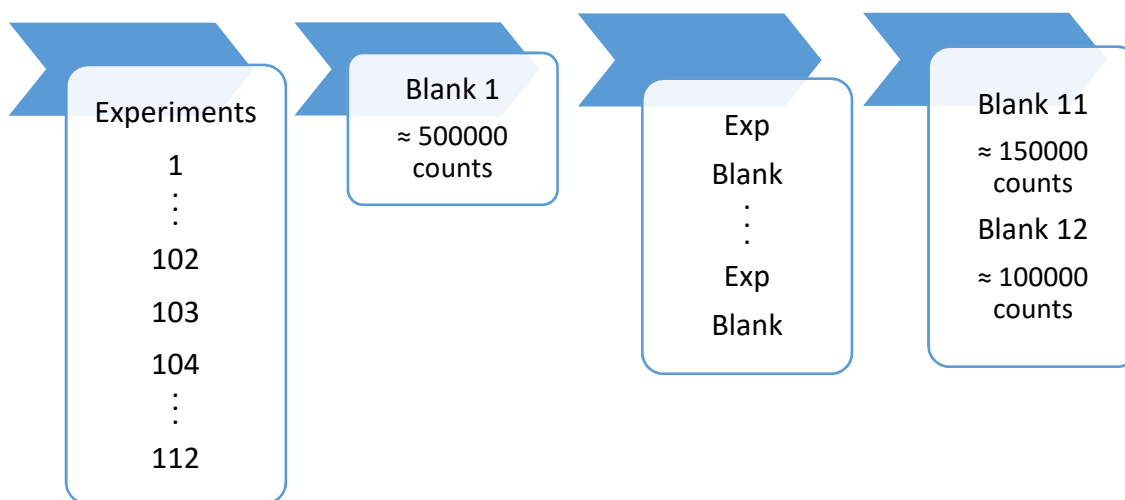 Experiments
1
⋮
102
103
104
⋮
112
Blank 1
≈ 500000
counts
Exp
Blank
⋮
Exp
Blank
Blank 11
≈ 150000
counts
Blank 12
≈ 100000
counts